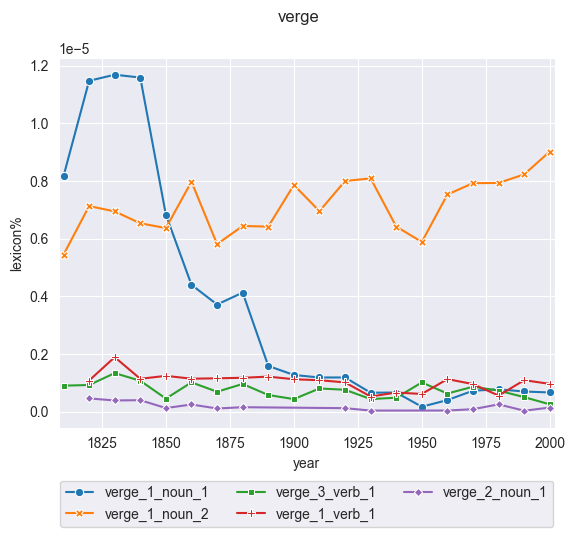 verge
1e−5
1.2
1.0
0.8
0.6
0.4
0.2
0.0
lexicon%
1825 1850 1875 1900 1925 1950 1975 2000
year
verge_1_noun_1 verge_3_verb_1 verge_2_noun_1
verge_1_noun_2 verge_1_verb_1